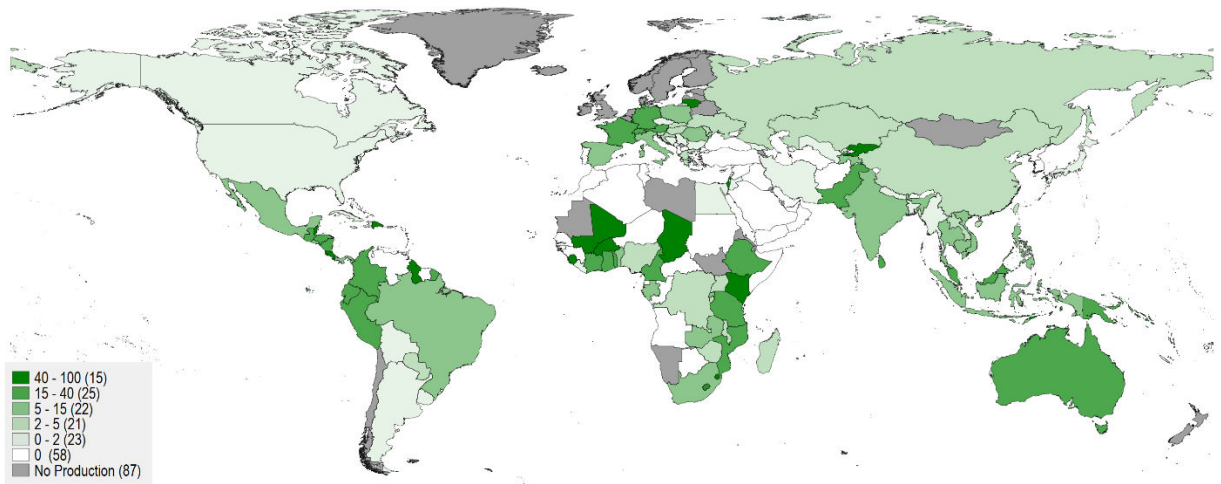 40 - 100 (15)
15 - 40 (25)
5 - 15 (22)
2 - 5 (21)
0 - 2 (23)
0 (58)
No Production (87)